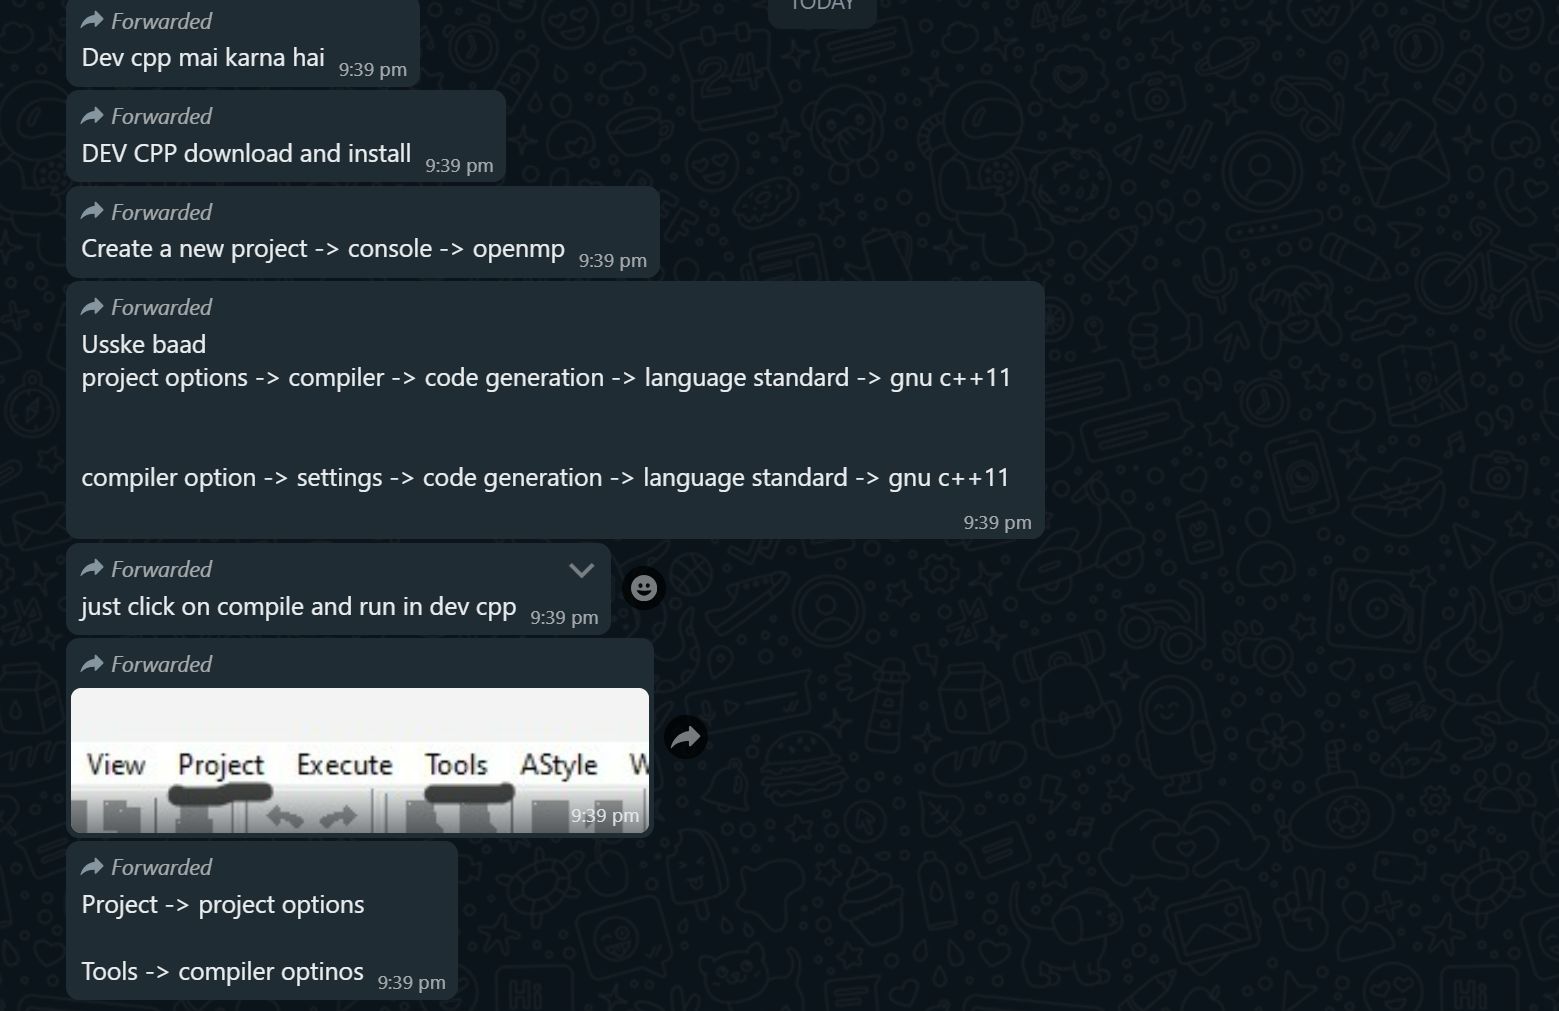 TODAY
Forwarded
Dev cpp mai karna hai
9:39 pm
Forwarded
DEV CPP download and install
9:39 pm
Forwarded
Create a new project -> console -> openmp
9:39 pm
Forwarded
Usske baad
project options -> compiler -> code generation -> language standard -> gnu c++11
compiler option -> settings -> code generation -> language standard -> gnu c++11
9:39 pm
Forwarded
just click on compile and run in dev cpp
9:39 pm
Forwarded
View Project Execute Tools AStyle
9:39 pm
Forwarded
Project -> project options
Tools -> compiler optinos
9:39 pm